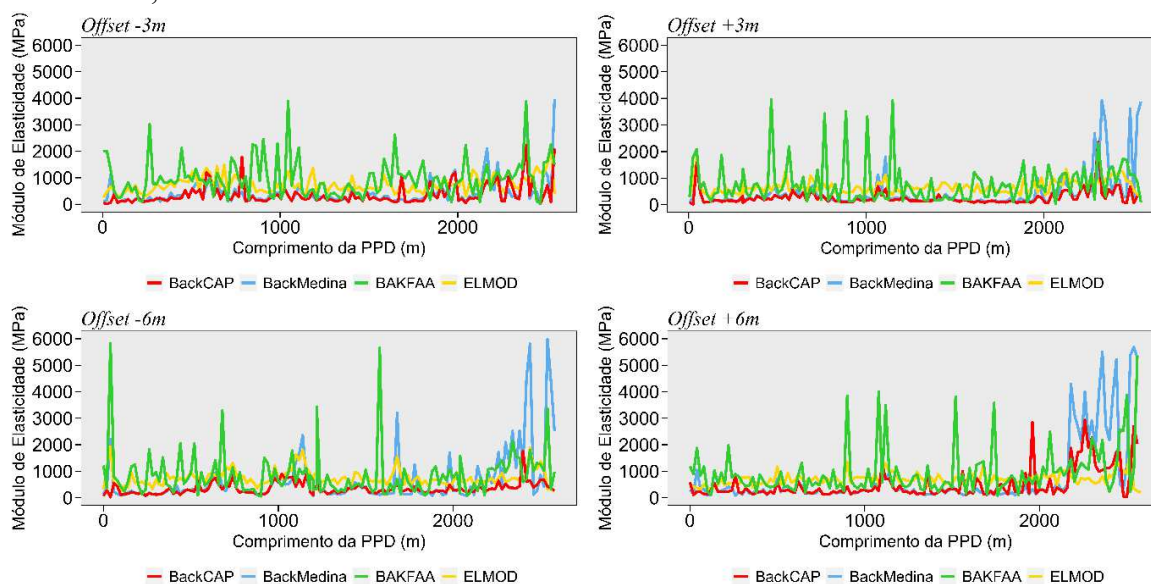 Offset -3m
Módulo de Elasticidade (MPa)
6000
5000
4000
3000
2000
1000
0
0 1000 2000
Comprimento da PPD (m)
BackCAP BackMedina BAKFAA ELMOD
Offset +3m
Módulo de Elasticidade (MPa)
6000
5000
4000
3000
2000
1000
0
0 1000 2000
Comprimento da PPD (m)
BackCAP BackMedina BAKFAA ELMOD
Offset -6m
Módulo de Elasticidade (MPa)
6000
5000
4000
3000
2000
1000
0
0 1000 2000
Comprimento da PPD (m)
BackCAP BackMedina BAKFAA ELMOD
Offset +6m
Módulo de Elasticidade (MPa)
6000
5000
4000
3000
2000
1000
0
0 1000 2000
Comprimento da PPD (m)
BackCAP BackMedina BAKFAA ELMOD